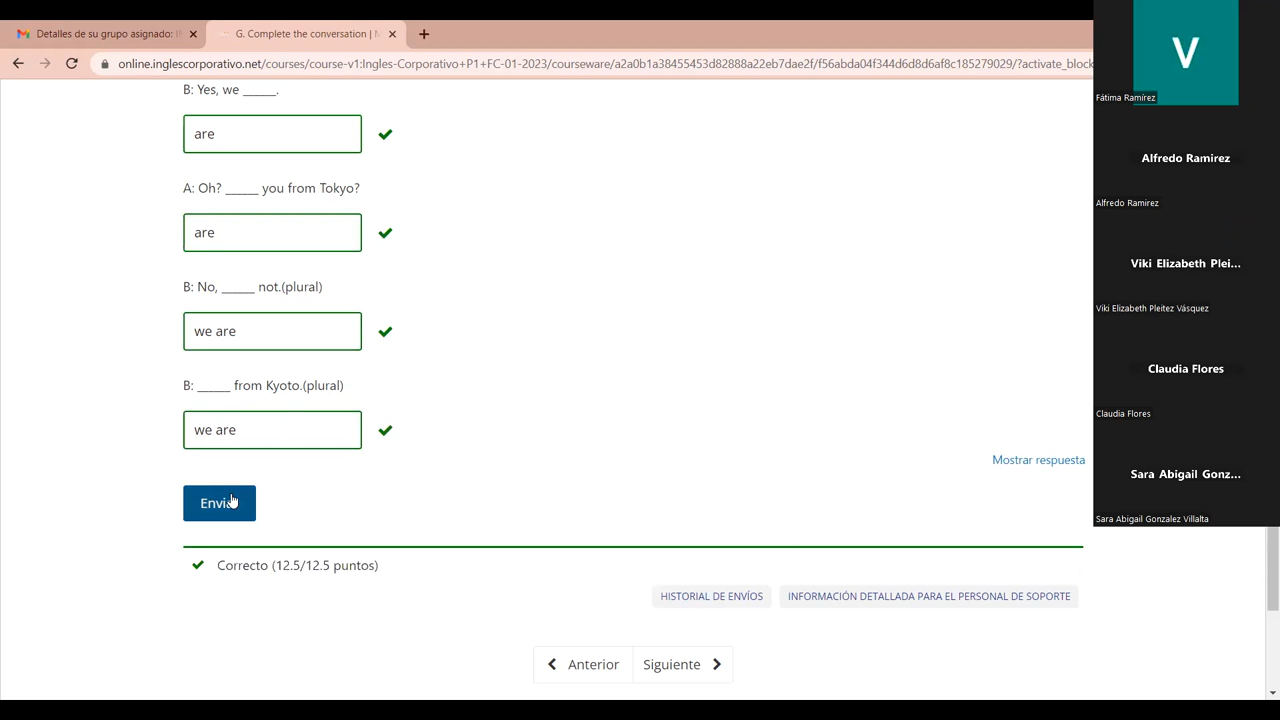 Detalles de su grupo asignado: I
G. Complete the conversation | M
online.inglescorporativo.net/courses/course-v1:Ingles-Corporativo+P1+FC-01-2023/courseware/a2a0b1a38455453d82888a22eb7dae2f/f56abda04f344d6d8d6af8c185279029/?activate_block
B: Yes, we _____.
are
A: Oh? _____ you from Tokyo?
are
B: No, _____ not.(plural)
we are
B: _____ from Kyoto.(plural)
we are
Mostrar respuesta
Correcto (12.5/12.5 puntos)
HISTORIAL DE ENVÍOS
INFORMACIÓN DETALLADA PARA EL PERSONAL DE SOPORTE
Anterior
Siguiente
V
Fátima Ramírez
Alfredo Ramirez
Alfredo Ramirez
Viki Elizabeth Plei...
Viki Elizabeth Pleitez Vásquez
Claudia Flores
Claudia Flores
Sara Abigail Gonz...
Sara Abigail Gonzalez Villalta